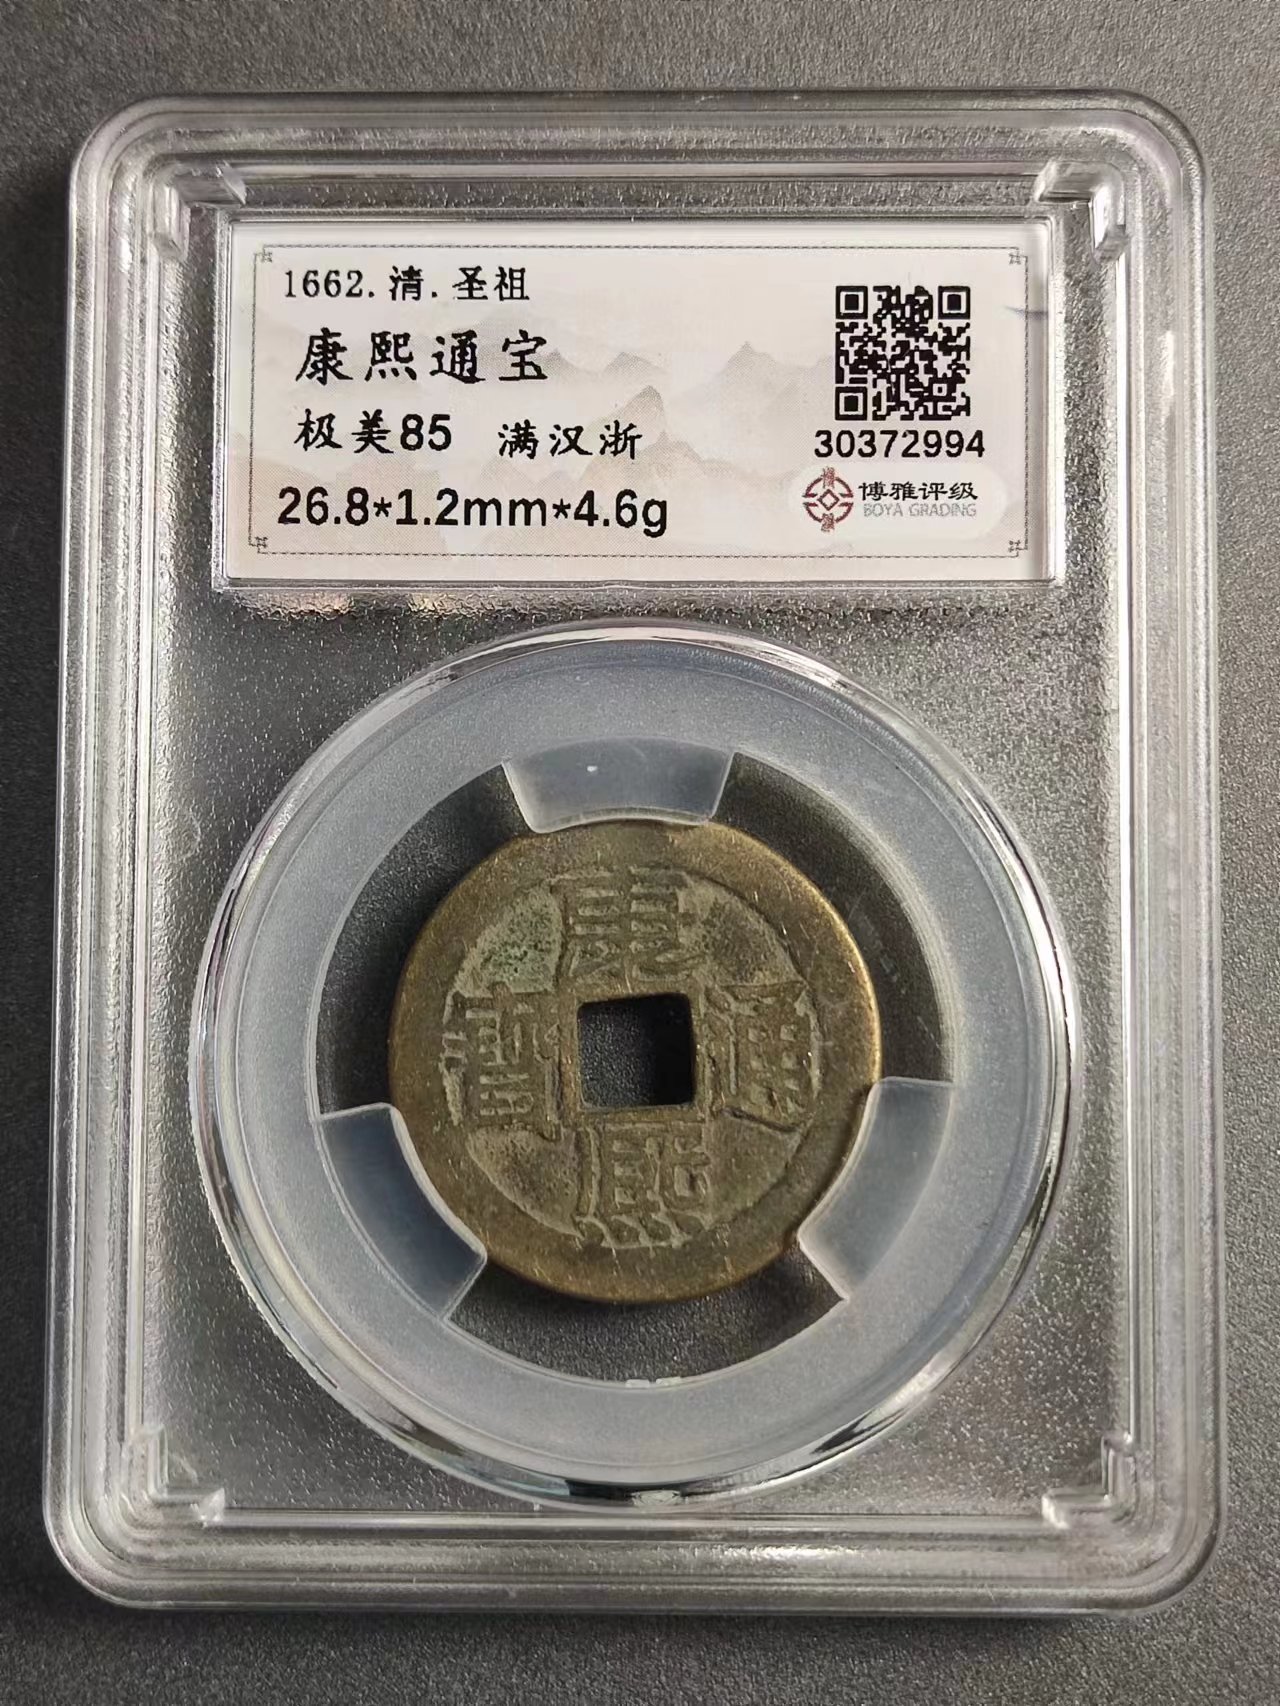 1662.清.圣祖
康熙通宝
极美85 满汉浙
26.8*1.2mm*4.6g
30372994
博雅评级
BOYA GRADING
康熙通寶